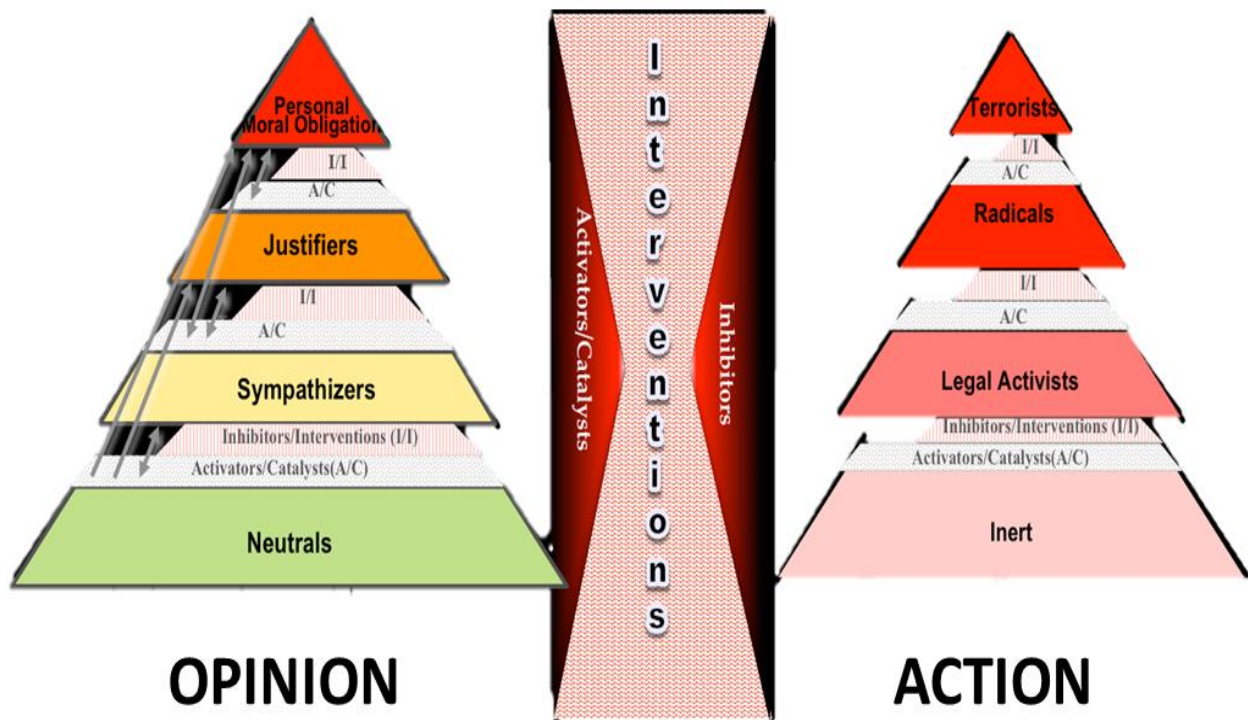 Personal
Moral Obligation
I/I
A/C
Justifiers
I/I
A/C
Sympathizers
Inhibitors/Interventions (I/I)
Activators/Catalysts(A/C)
Neutrals
OPINION
Activators/Catalysts
Interventions
Inhibitors
Terrorists
I/I
A/C
Radicals
I/I
A/C
Legal Activists
Inhibitors/Interventions (I/I)
Activators/Catalysts(A/C)
Inert
ACTION